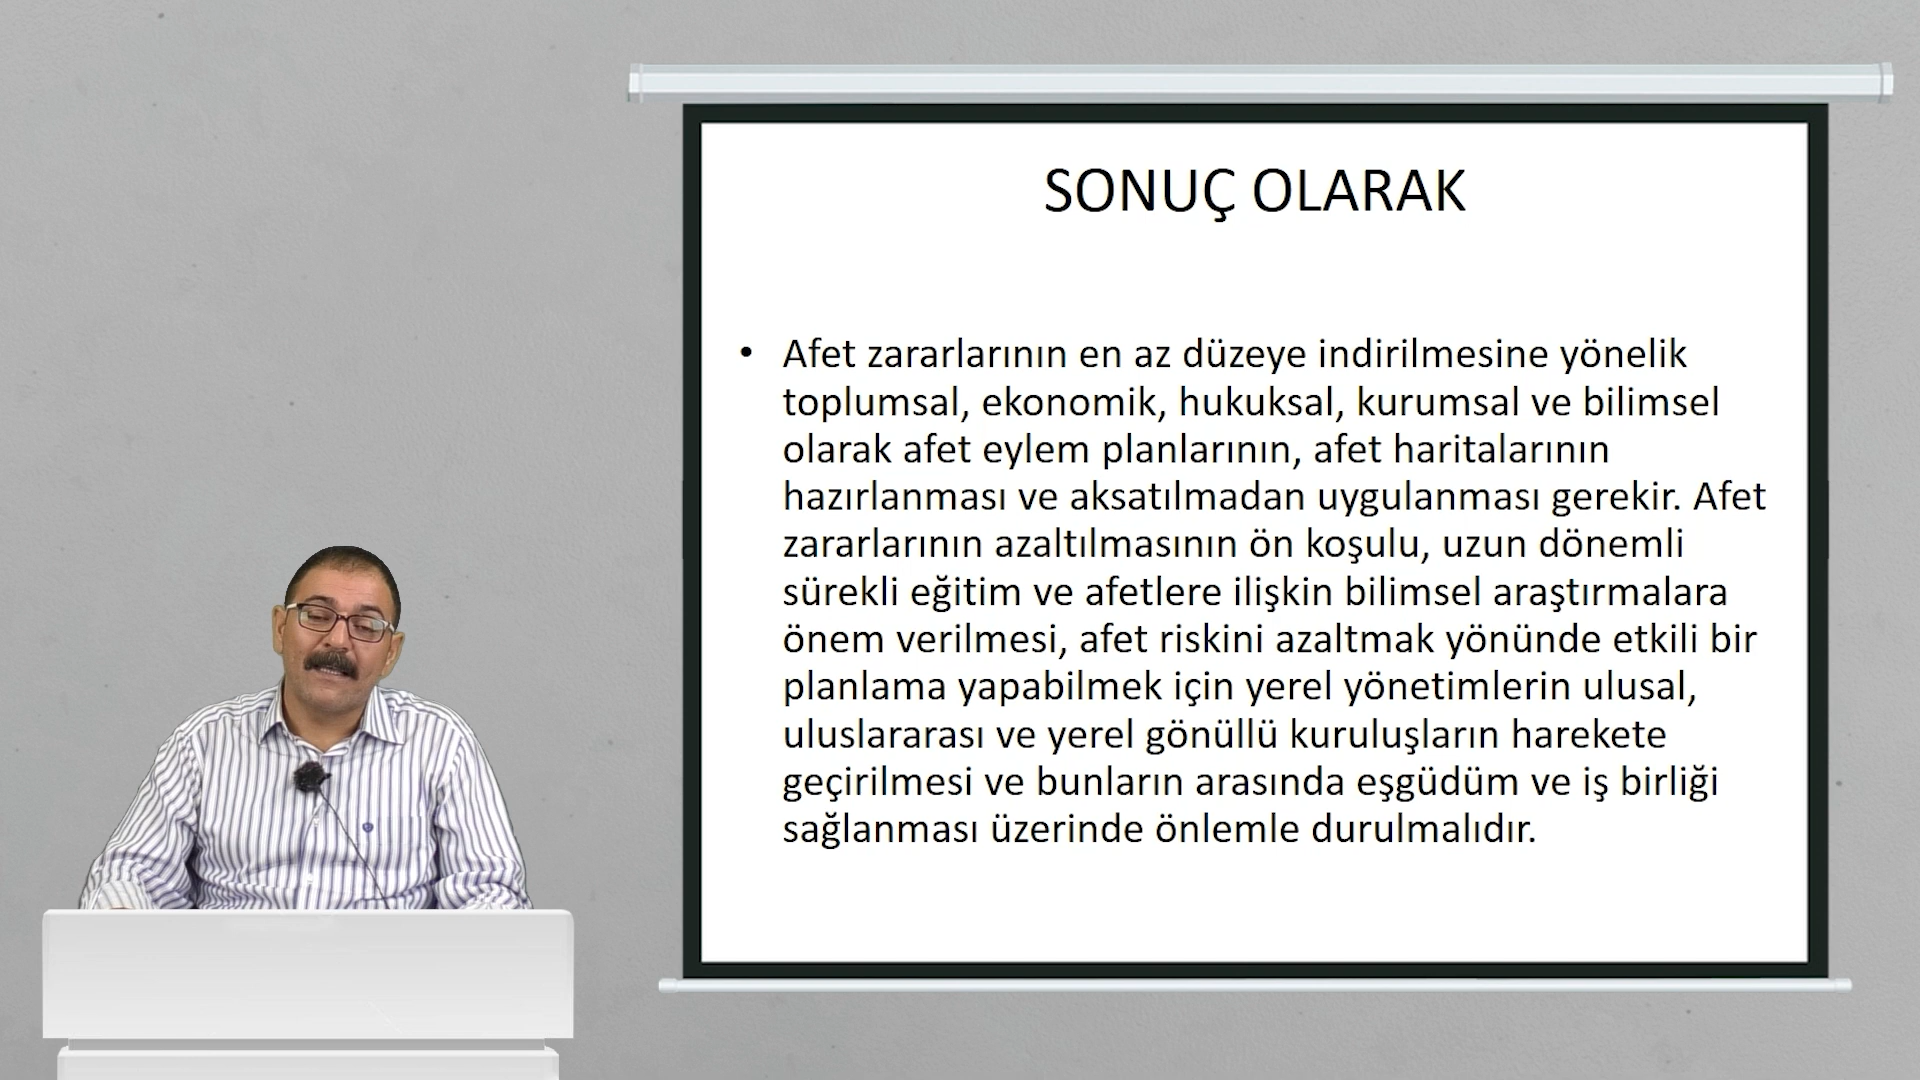 SONUÇ OLARAK
• Afet zararlarının en az düzeye indirilmesine yönelik
toplumsal, ekonomik, hukuksal, kurumsal ve bilimsel
olarak afet eylem planlarının, afet haritalarının
hazırlanması ve aksatılmadan uygulanması gerekir. Afet
zararlarının azaltılmasının ön koşulu, uzun dönemli
sürekli eğitim ve afetlere ilişkin bilimsel araştırmalara
önem verilmesi, afet riskini azaltmak yönünde etkili bir
planlama yapabilmek için yerel yönetimlerin ulusal,
uluslararası ve yerel gönüllü kuruluşların harekete
geçirilmesi ve bunların arasında eşgüdüm ve iş birliği
sağlanması üzerinde önlemle durulmalıdır.